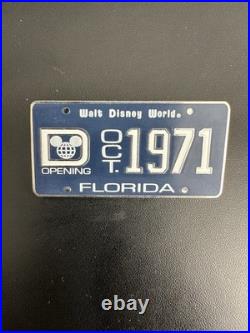 Walt Disney World®
D
OPENING
OCT.
1971
FLORIDA